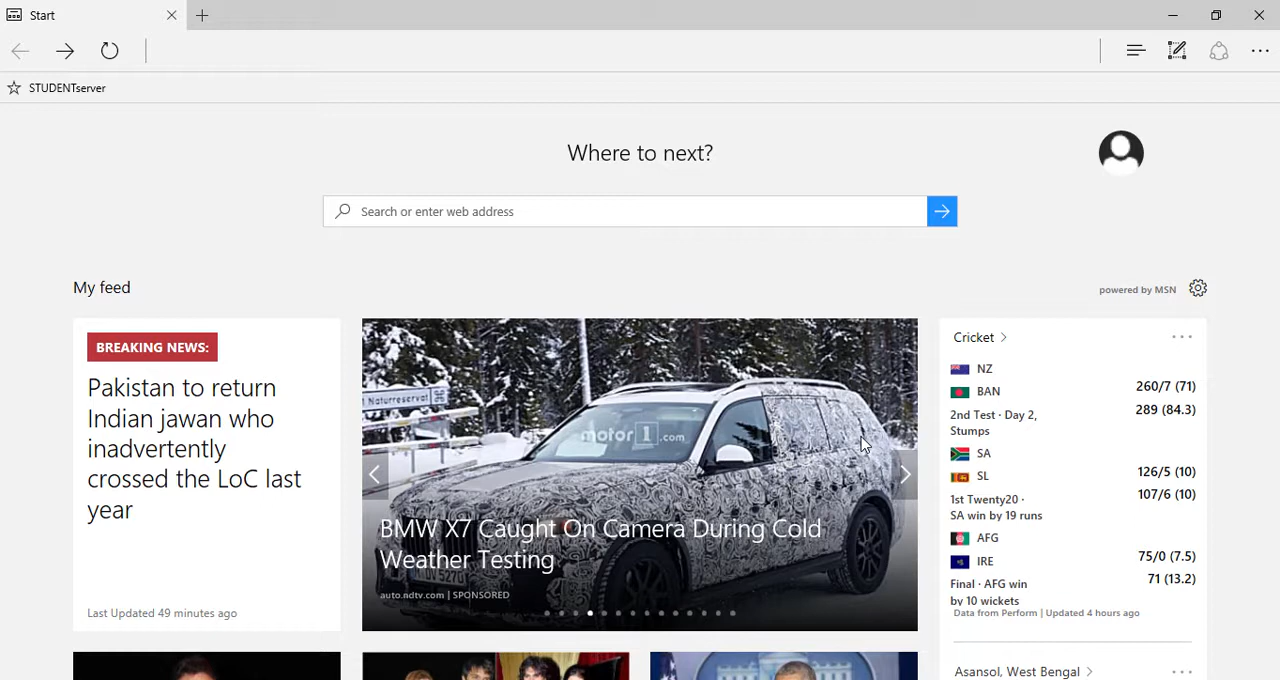 Start
STUDENTserver
Where to next?
Search or enter web address
My feed
powered by MSN
BREAKING NEWS:
Pakistan to return
Indian jawan who
inadvertently
crossed the LoC last
year
Last Updated 49 minutes ago
Naturreservat
motor1.com
BMW X7 Caught On Camera During Cold
Weather Testing
auto.ndtv.com | SPONSORED
Cricket
NZ
260/7 (71)
BAN
289 (84.3)
2nd Test · Day 2,
Stumps
SA
126/5 (10)
SL
107/6 (10)
1st Twenty20 ·
SA win by 19 runs
AFG
75/0 (7.5)
IRE
71 (13.2)
Final · AFG win
by 10 wickets
Data from Perform | Updated 4 hours ago
Asansol, West Bengal